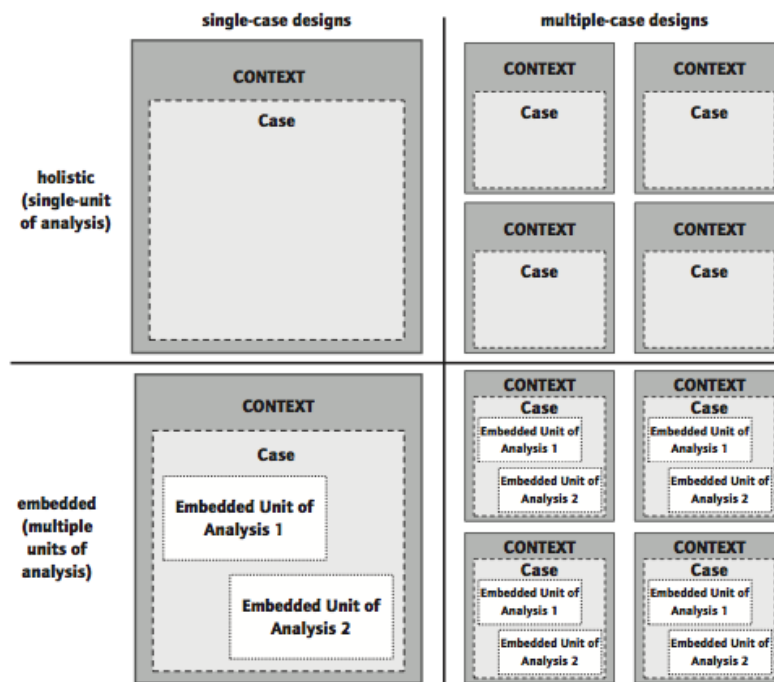 single-case designs
multiple-case designs
holistic
(single-unit
of analysis)
CONTEXT
Case
CONTEXT
Case
CONTEXT
Case
CONTEXT
Case
CONTEXT
Case
embedded
(multiple
units of
analysis)
CONTEXT
Case
Embedded Unit of
Analysis 1
Embedded Unit of
Analysis 2
CONTEXT
Case
Embedded Unit of
Analysis 1
Embedded Unit of
Analysis 2
CONTEXT
Case
Embedded Unit of
Analysis 1
Embedded Unit of
Analysis 2
CONTEXT
Case
Embedded Unit of
Analysis 1
Embedded Unit of
Analysis 2
CONTEXT
Case
Embedded Unit of
Analysis 1
Embedded Unit of
Analysis 2